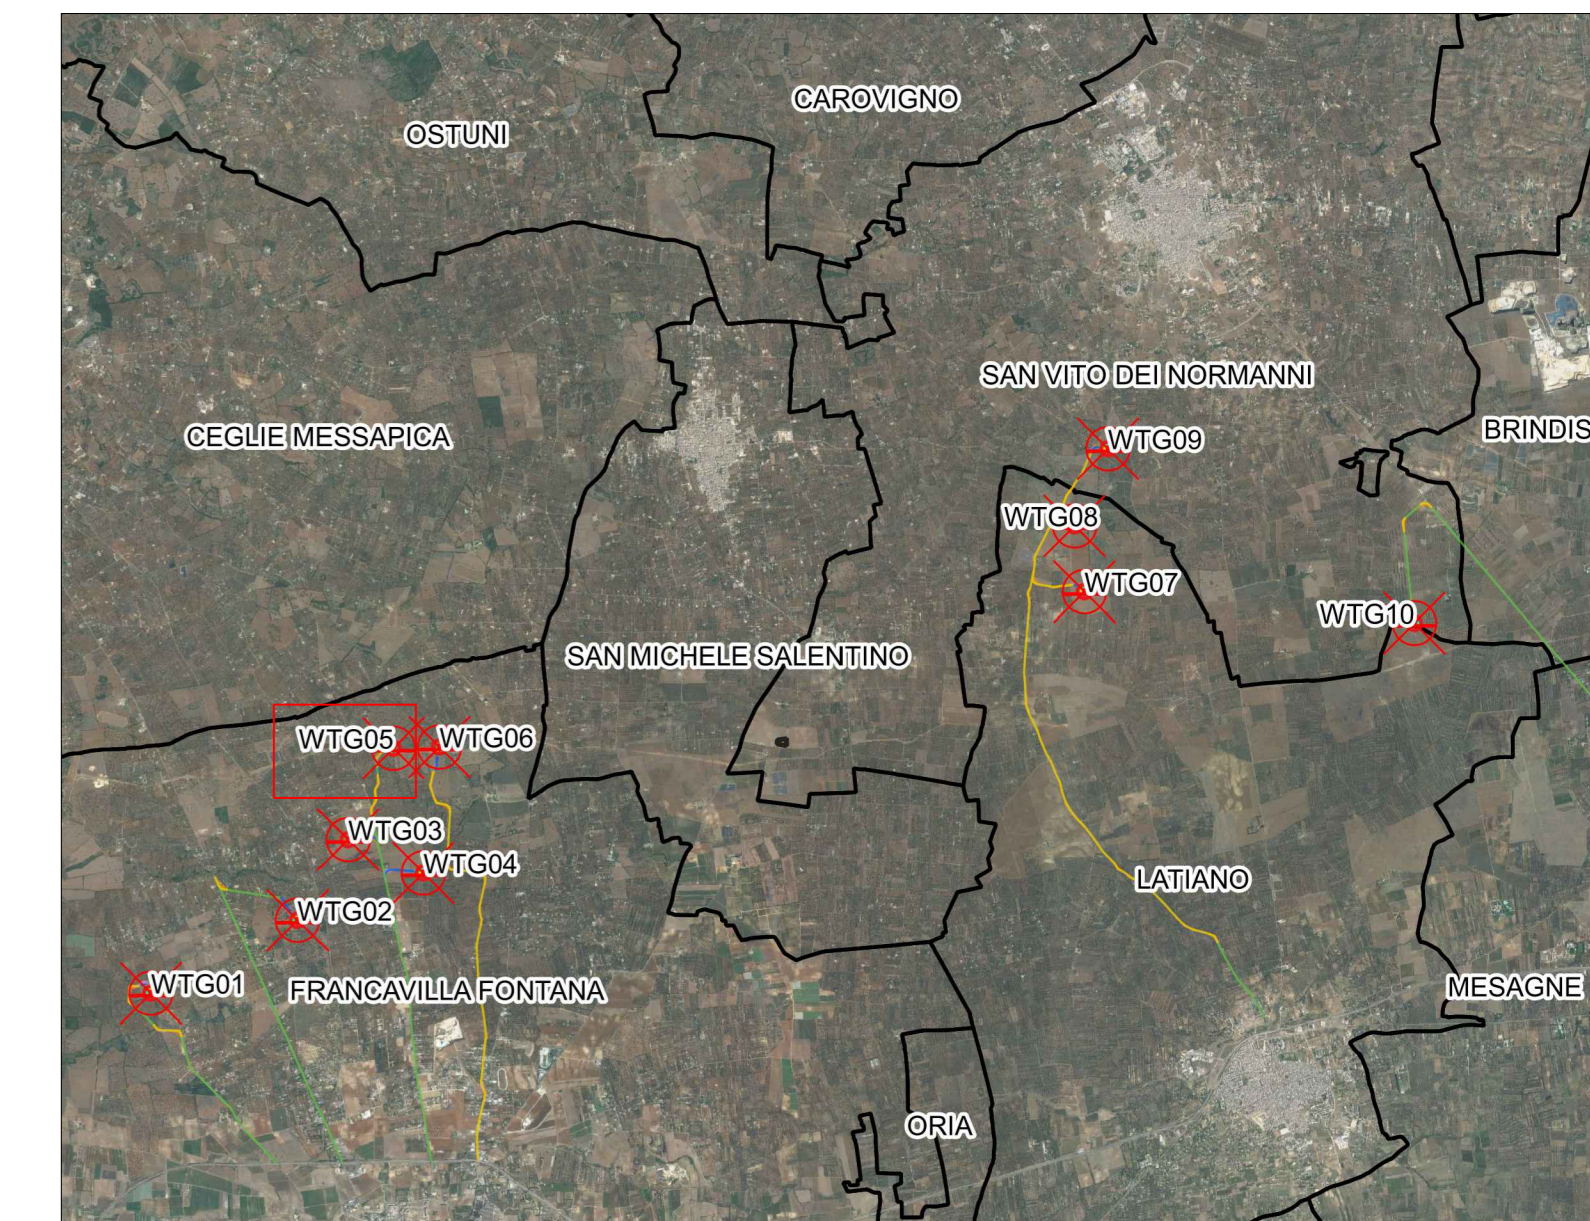 CAROVIGNO
OSTUNI
SAN VITO DEI NORMANNI
BRINDIS
CEGLIE MESSAPICA
WTG09
WTG08
WTG07
WTG10
SAN MICHELE SALENTINO
WTG05
WTG06
WTG03
WTG04
LATIANO
WTG02
WTG01
FRANCAVILLA FONTANA
MESAGNE
ORIA